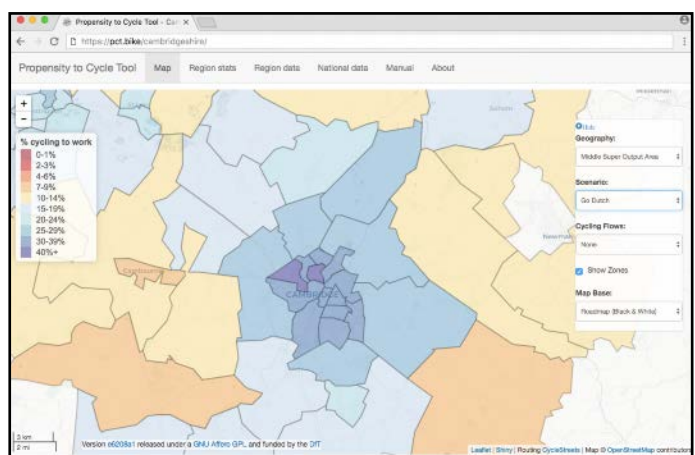 Propensity to Cycle Tool - Cam
https://pct.bike/cambridgeshire/
Propensity to Cycle Tool Map Region stats Region data National data Manual About
+
−
% cycling to work
0-1%
2-3%
4-6%
7-9%
10-14%
15-19%
20-24%
25-29%
30-39%
40%+
Cambourne
CAMBRIDGE
Hide
Geography:
Middle Super Output Area
Scenario:
Go Dutch
Cycling Flows:
None
Show Zones
Map Base:
Roadmap (Black & White)
3 km
2 mi
Version e6208a1 released under a GNU Affero GPL, and funded by the DfT
Leaflet | Shiny | Routing CycleStreets | Map © OpenStreetMap contributors